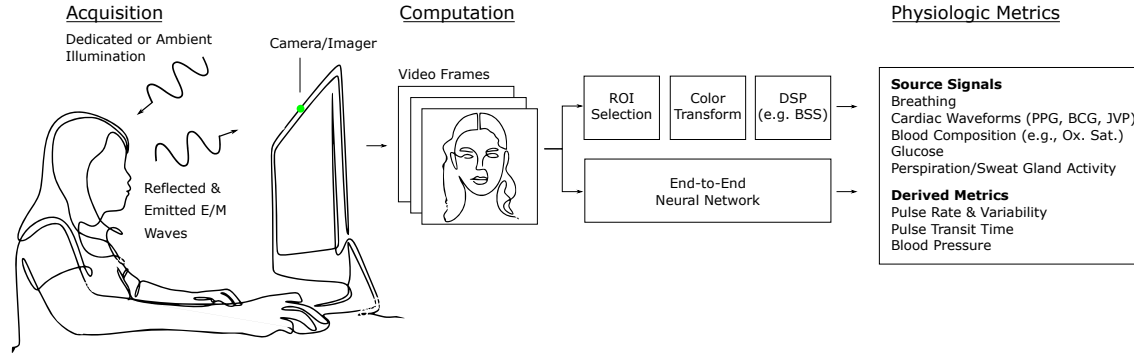 Acquisition
Dedicated or Ambient
Illumination
Camera/Imager
Reflected &
Emitted E/M
Waves
Computation
Video Frames
ROI
Selection
Color
Transform
DSP
(e.g. BSS)
End-to-End
Neural Network
Physiologic Metrics
Source Signals
Breathing
Cardiac Waveforms (PPG, BCG, JVP)
Blood Composition (e.g., Ox. Sat.)
Glucose
Perspiration/Sweat Gland Activity
Derived Metrics
Pulse Rate & Variability
Pulse Transit Time
Blood Pressure